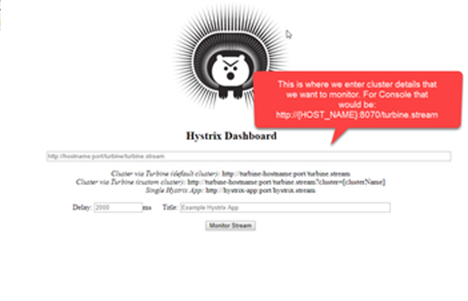 This is where we enter cluster details that
we want to monitor. For Console that
would be:
http://{HOST_NAME}:8070/turbine.stream
Hystrix Dashboard
http://hostname:port/turbine/turbine.stream
Cluster via Turbine (default cluster): http://turbine-hostname:port/turbine.stream
Cluster via Turbine (custom cluster): http://turbine-hostname:port/turbine.stream?cluster=[clusterName]
Single Hystrix App: http://hystrix-app:port/hystrix.stream
Delay: 2000 ms Title: Example Hystrix App
Monitor Stream